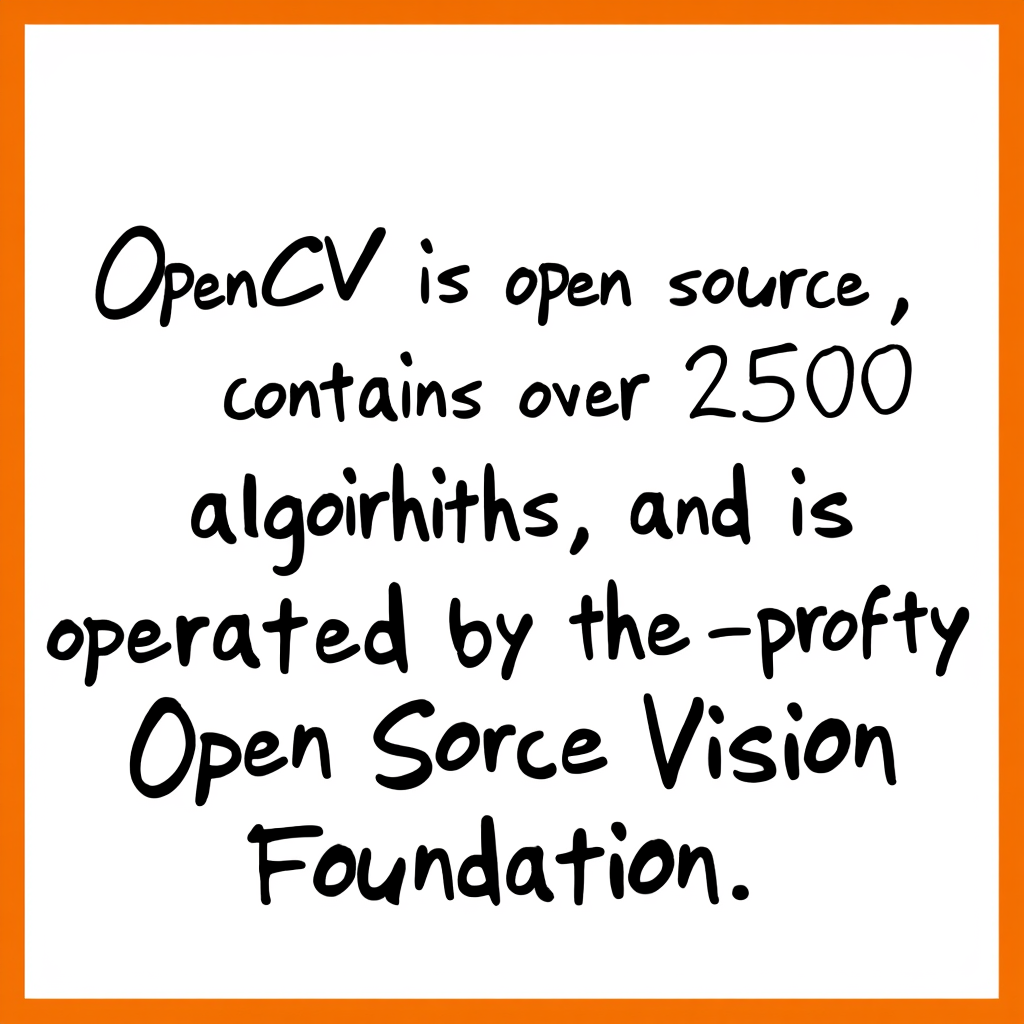 OpenCV is open source,
contains over 2500
algoirhiths, and is
operated by the -profty
Open Sorce Vision
Foundation.